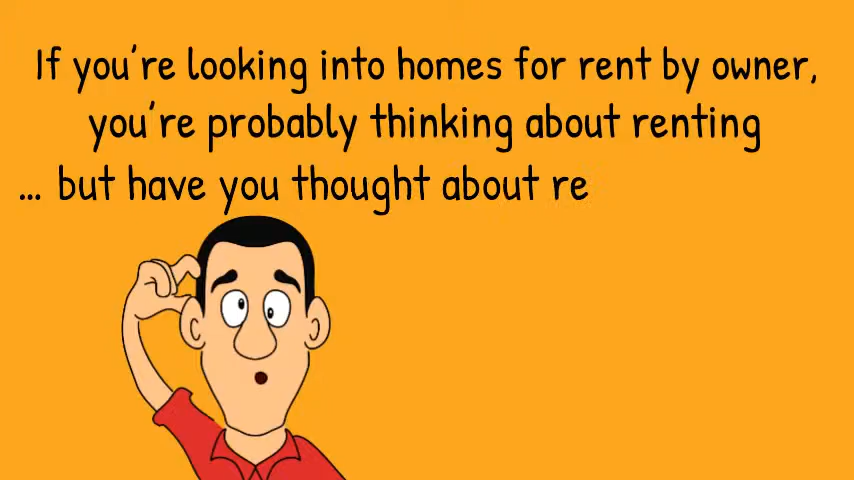 If you're looking into homes for rent by owner,
you're probably thinking about renting
... but have you thought about re